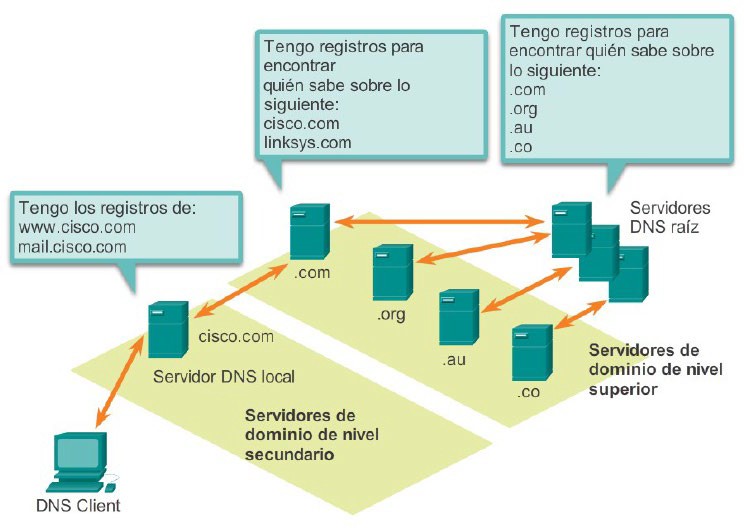 Tengo registros para
encontrar
quién sabe sobre lo
siguiente:
cisco.com
linksys.com
Tengo registros para
encontrar quién sabe sobre
lo siguiente:
.com
.org
.au
.co
Tengo los registros de:
www.cisco.com
mail.cisco.com
Servidores
DNS raíz
.com
.org
.au
.co
cisco.com
Servidor DNS local
Servidores de
dominio de nivel
superior
Servidores de
dominio de nivel
secundario
DNS Client